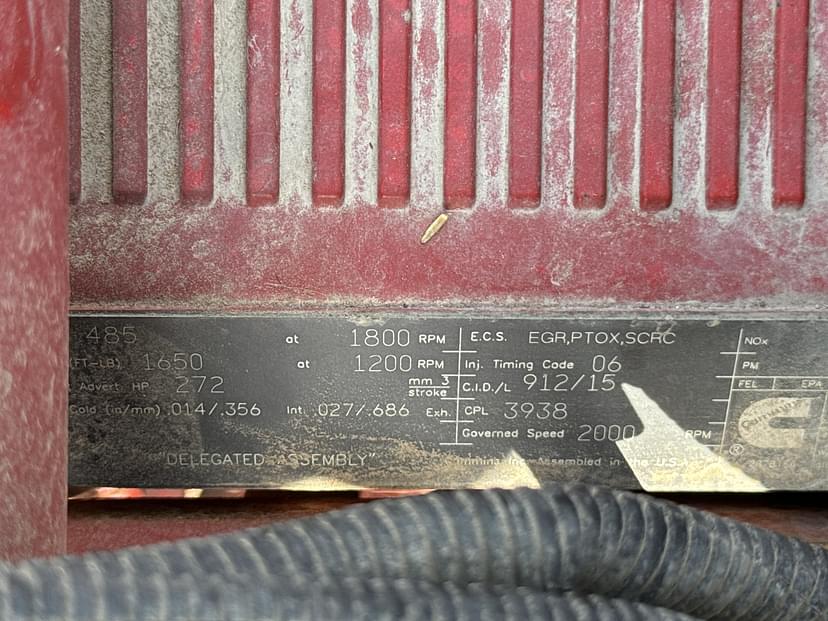 485 at 1800 RPM E.C.S. EGR,PTOX,SCRC NOx
(FT-LB) 1650 at 1200 RPM Inj. Timing Code 06 PM
Advert HP 272 mm 3 stroke C.I.D./L 912/15 FEL EPA
Cold (in/mm) .014/.356 Int. .027/.686 Exh. CPL 3938
Governed Speed 2000 RPM
"DELEGATED ASSEMBLY" Inc. Assembled in the U.S.A.
Cummins
®